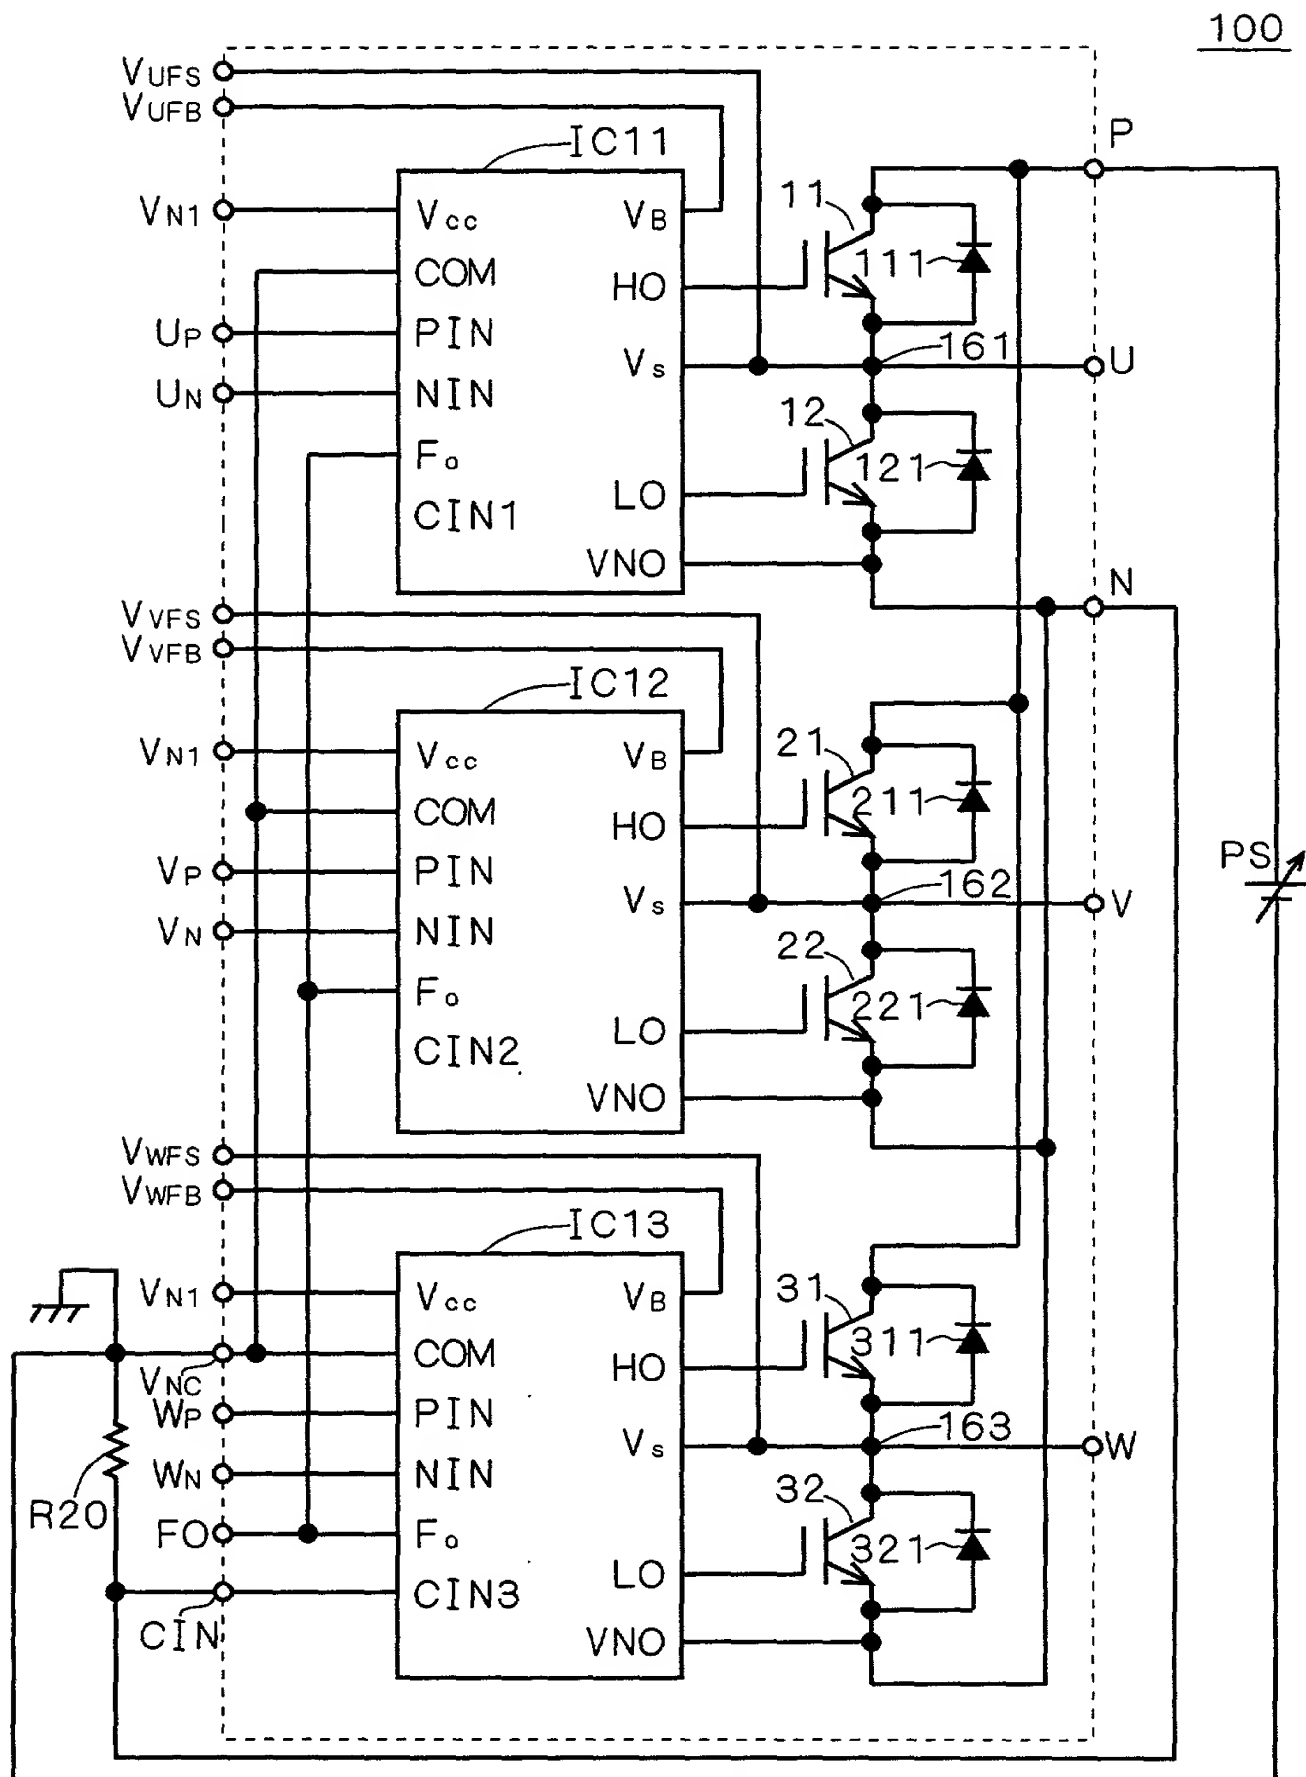 100
VUFS
VUFB
IC11
P
VN1
Vcc
VB
11
COM
111
HO
UP
PIN
Vs
161
U
UN
NIN
12
121
Fo
LO
CIN1
VNO
N
VVFS
VVFB
IC12
VN1
Vcc
VB
21
COM
211
HO
PS
VP
PIN
Vs
162
V
VN
NIN
22
221
Fo
LO
CIN2
VNO
VWFS
VWFB
IC13
VN1
Vcc
VB
31
COM
311
HO
VNC
WP
PIN
Vs
163
W
WN
NIN
32
R20
FO
Fo
321
LO
CIN3
CIN
VNO